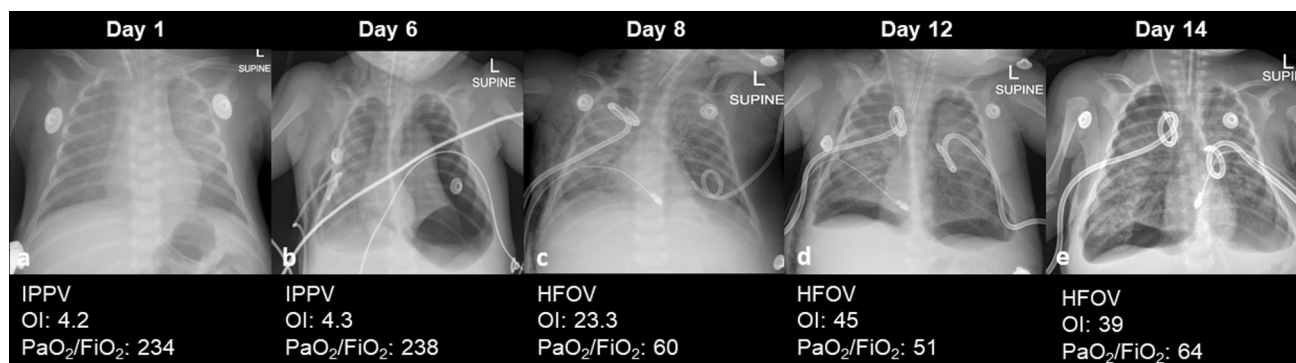 Day 1
Day 6
Day 8
Day 12
Day 14
L
SUPINE
L
SUPINE
L
SUPINE
L
SUPINE
a
b
c
d
e
IPPV
OI: 4.2
PaO₂/FiO₂: 234
IPPV
OI: 4.3
PaO₂/FiO₂: 238
HFOV
OI: 23.3
PaO₂/FiO₂: 60
HFOV
OI: 45
PaO₂/FiO₂: 51
HFOV
OI: 39
PaO₂/FiO₂: 64